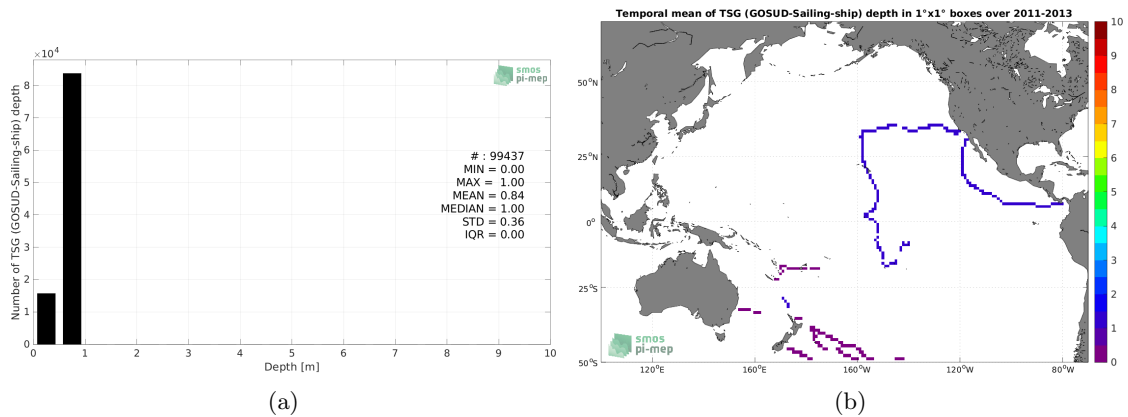 ×10⁴
8
7
6
5
4
3
2
1
0
Number of TSG (GOSUD-Sailing-ship) depth
smos
pi-mep
# : 99437
MIN = 0.00
MAX = 1.00
MEAN = 0.84
MEDIAN = 1.00
STD = 0.36
IQR = 0.00
0 1 2 3 4 5 6 7 8 9 10
Depth [m]
(a)
Temporal mean of TSG (GOSUD-Sailing-ship) depth in 1°x1° boxes over 2011-2013
50°N
25°N
0°
25°S
50°S
smos
pi-mep
120°E 160°E 160°W 120°W 80°W
10
9
8
7
6
5
4
3
2
1
0
(b)